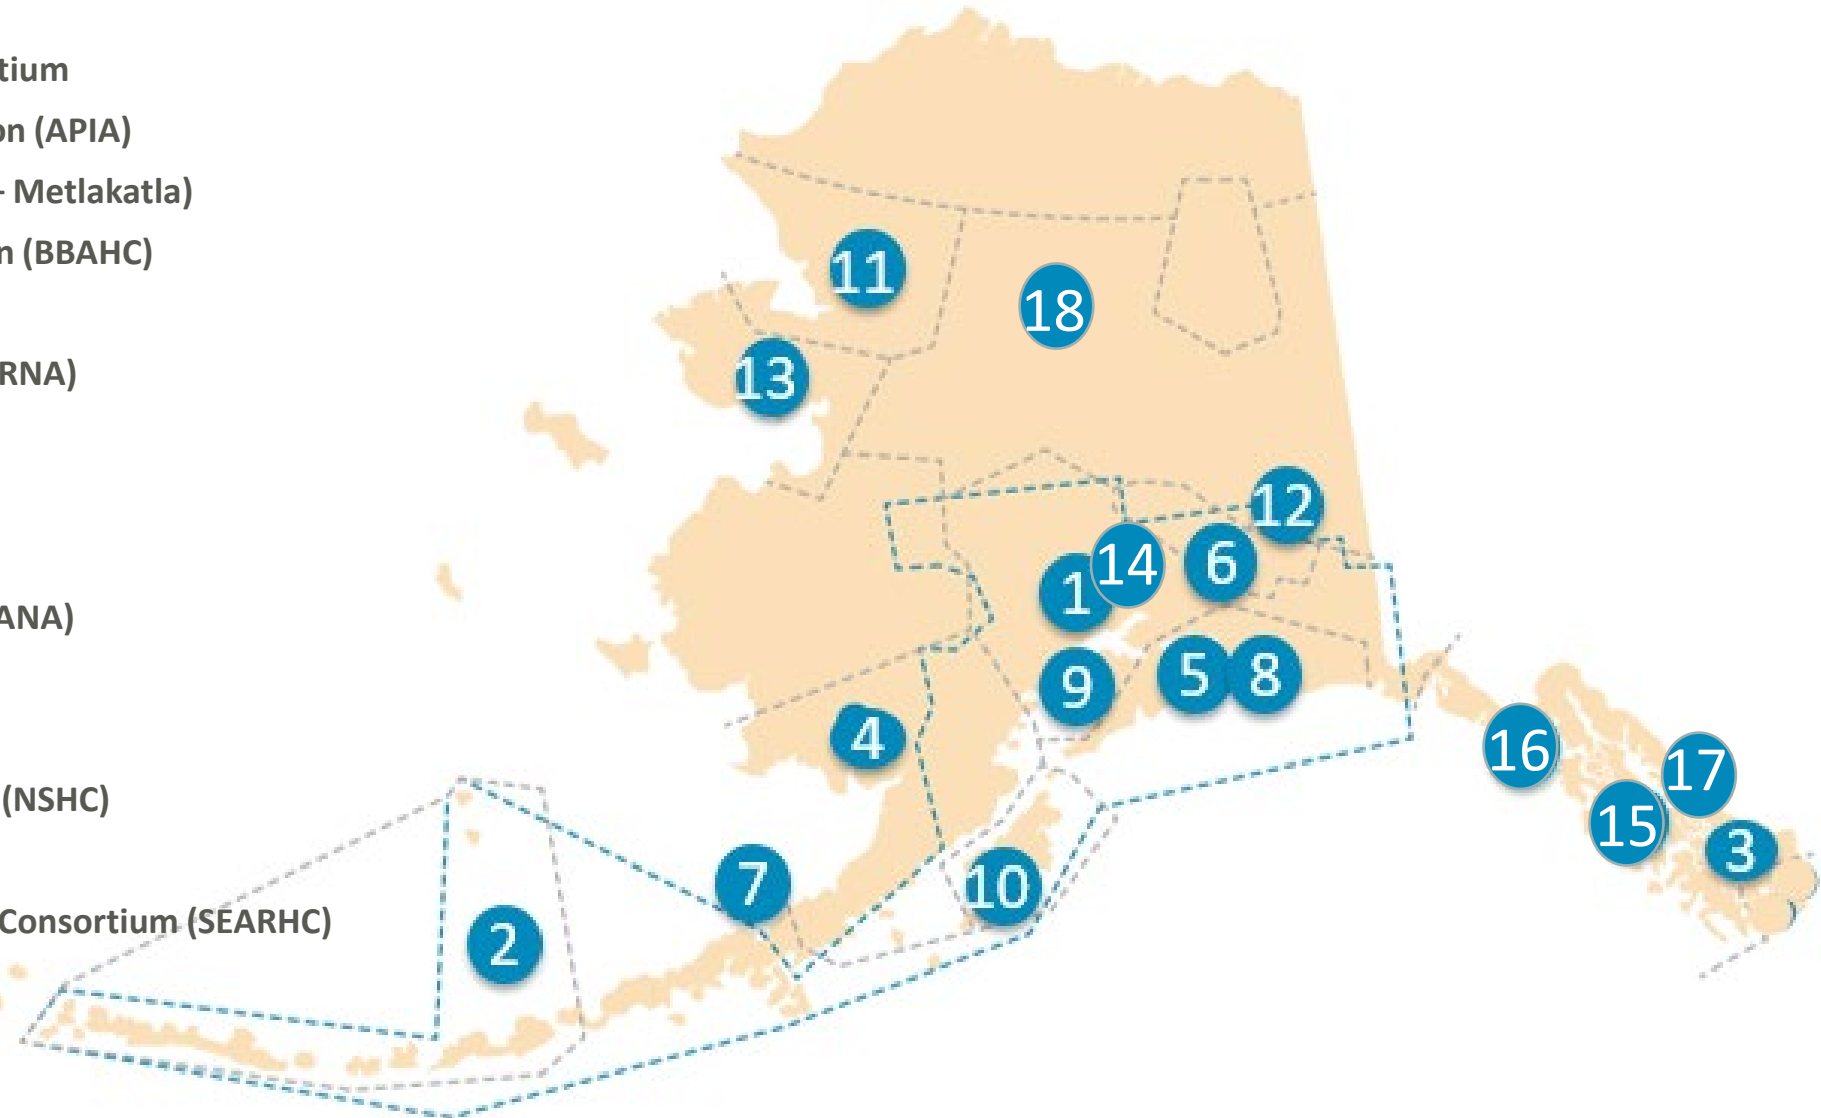 tium
on (APIA)
- Metlakatla)
n (BBAHC)
11
18
RNA)
13
12
14
6
1
ANA)
5
8
9
4
16
17
(NSHC)
15
3
7
10
Consortium (SEARHC)
2